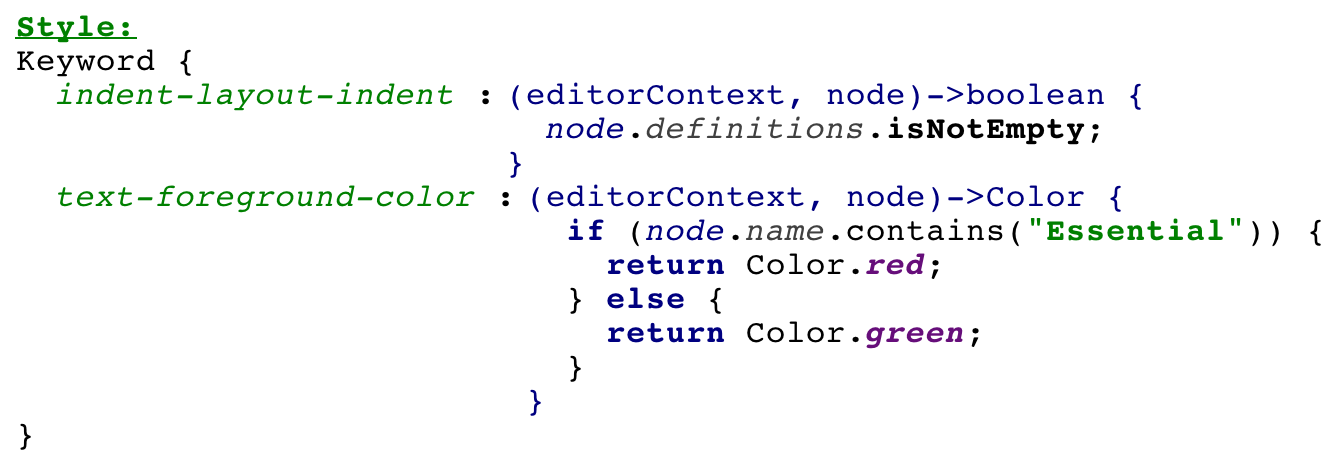 Style:
Keyword {
  indent-layout-indent : (editorContext, node)->boolean {
                           node.definitions.isNotEmpty;
                         }
  text-foreground-color : (editorContext, node)->Color {
                            if (node.name.contains("Essential")) {
                              return Color.red;
                            } else {
                              return Color.green;
                            }
                          }
}